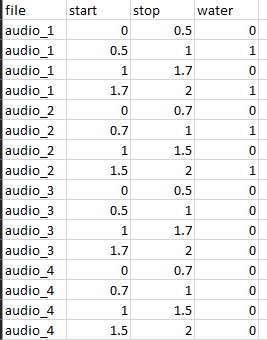 file start stop water
audio_1 0 0.5 0
audio_1 0.5 1 1
audio_1 1 1.7 0
audio_1 1.7 2 1
audio_2 0 0.7 0
audio_2 0.7 1 1
audio_2 1 1.5 0
audio_2 1.5 2 1
audio_3 0 0.5 0
audio_3 0.5 1 0
audio_3 1 1.7 0
audio_3 1.7 2 0
audio_4 0 0.7 0
audio_4 0.7 1 0
audio_4 1 1.5 0
audio_4 1.5 2 0